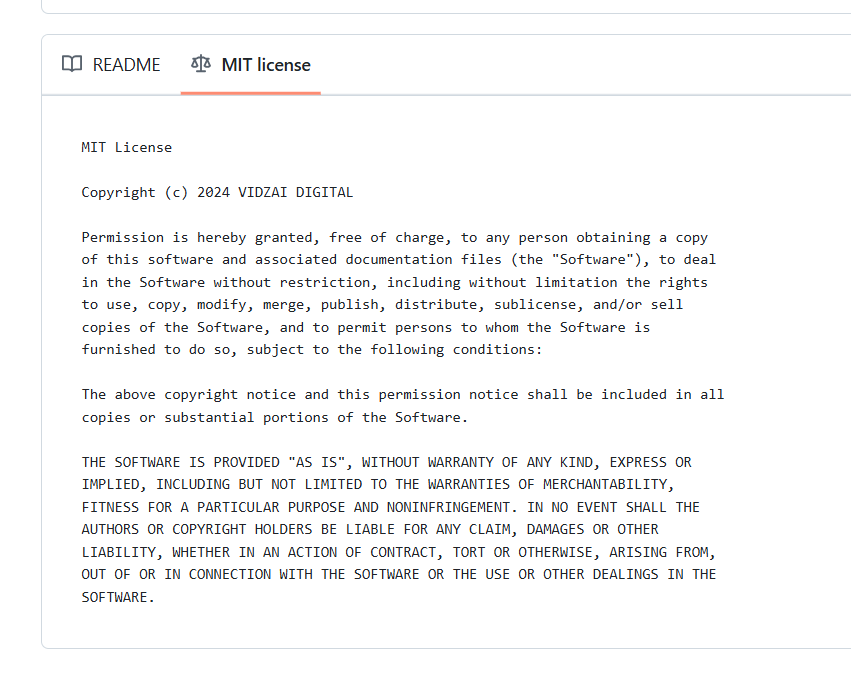 README
MIT license
MIT License
Copyright (c) 2024 VIDZAI DIGITAL
Permission is hereby granted, free of charge, to any person obtaining a copy
of this software and associated documentation files (the "Software"), to deal
in the Software without restriction, including without limitation the rights
to use, copy, modify, merge, publish, distribute, sublicense, and/or sell
copies of the Software, and to permit persons to whom the Software is
furnished to do so, subject to the following conditions:
The above copyright notice and this permission notice shall be included in all
copies or substantial portions of the Software.
THE SOFTWARE IS PROVIDED "AS IS", WITHOUT WARRANTY OF ANY KIND, EXPRESS OR
IMPLIED, INCLUDING BUT NOT LIMITED TO THE WARRANTIES OF MERCHANTABILITY,
FITNESS FOR A PARTICULAR PURPOSE AND NONINFRINGEMENT. IN NO EVENT SHALL THE
AUTHORS OR COPYRIGHT HOLDERS BE LIABLE FOR ANY CLAIM, DAMAGES OR OTHER
LIABILITY, WHETHER IN AN ACTION OF CONTRACT, TORT OR OTHERWISE, ARISING FROM,
OUT OF OR IN CONNECTION WITH THE SOFTWARE OR THE USE OR OTHER DEALINGS IN THE
SOFTWARE.